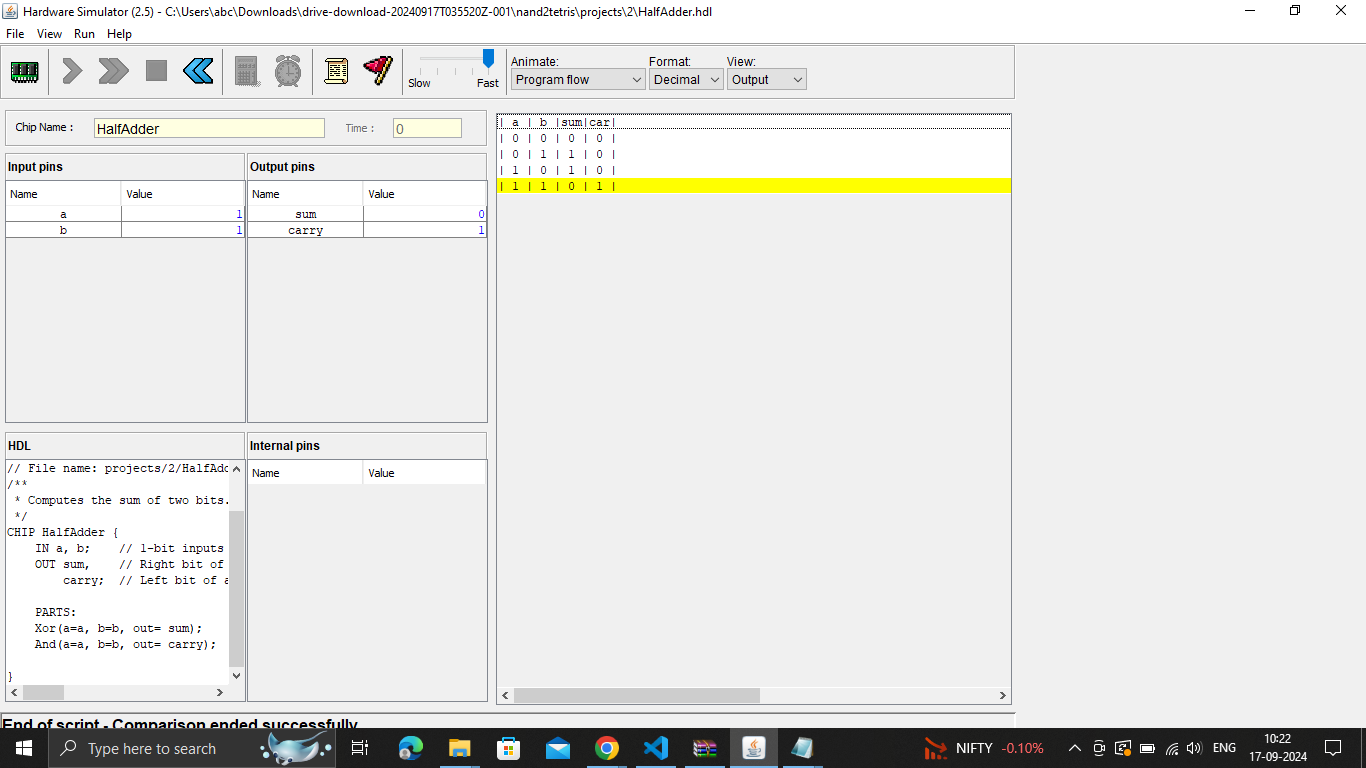 Hardware Simulator (2.5) - C:\Users\abc\Downloads\drive-download-20240917T035520Z-001\nand2tetris\projects\2\HalfAdder.hdl
File View Run Help
Slow Fast
Animate: Format: View:
Program flow Decimal Output
Chip Name : HalfAdder Time : 0
Input pins Output pins
Name Value Name Value
a 1 sum 0
b 1 carry 1
| a | b |sum|car|
| 0 | 0 | 0 | 0 |
| 0 | 1 | 1 | 0 |
| 1 | 0 | 1 | 0 |
| 1 | 1 | 0 | 1 |
HDL
// File name: projects/2/HalfAdd
/**
* Computes the sum of two bits.
*/
CHIP HalfAdder {
IN a, b; // 1-bit inputs
OUT sum, // Right bit of
carry; // Left bit of a
PARTS:
Xor(a=a, b=b, out= sum);
And(a=a, b=b, out= carry);
}
Internal pins
Name Value
End of script - Comparison ended successfully
Type here to search
NIFTY -0.10%
ENG
10:22
17-09-2024